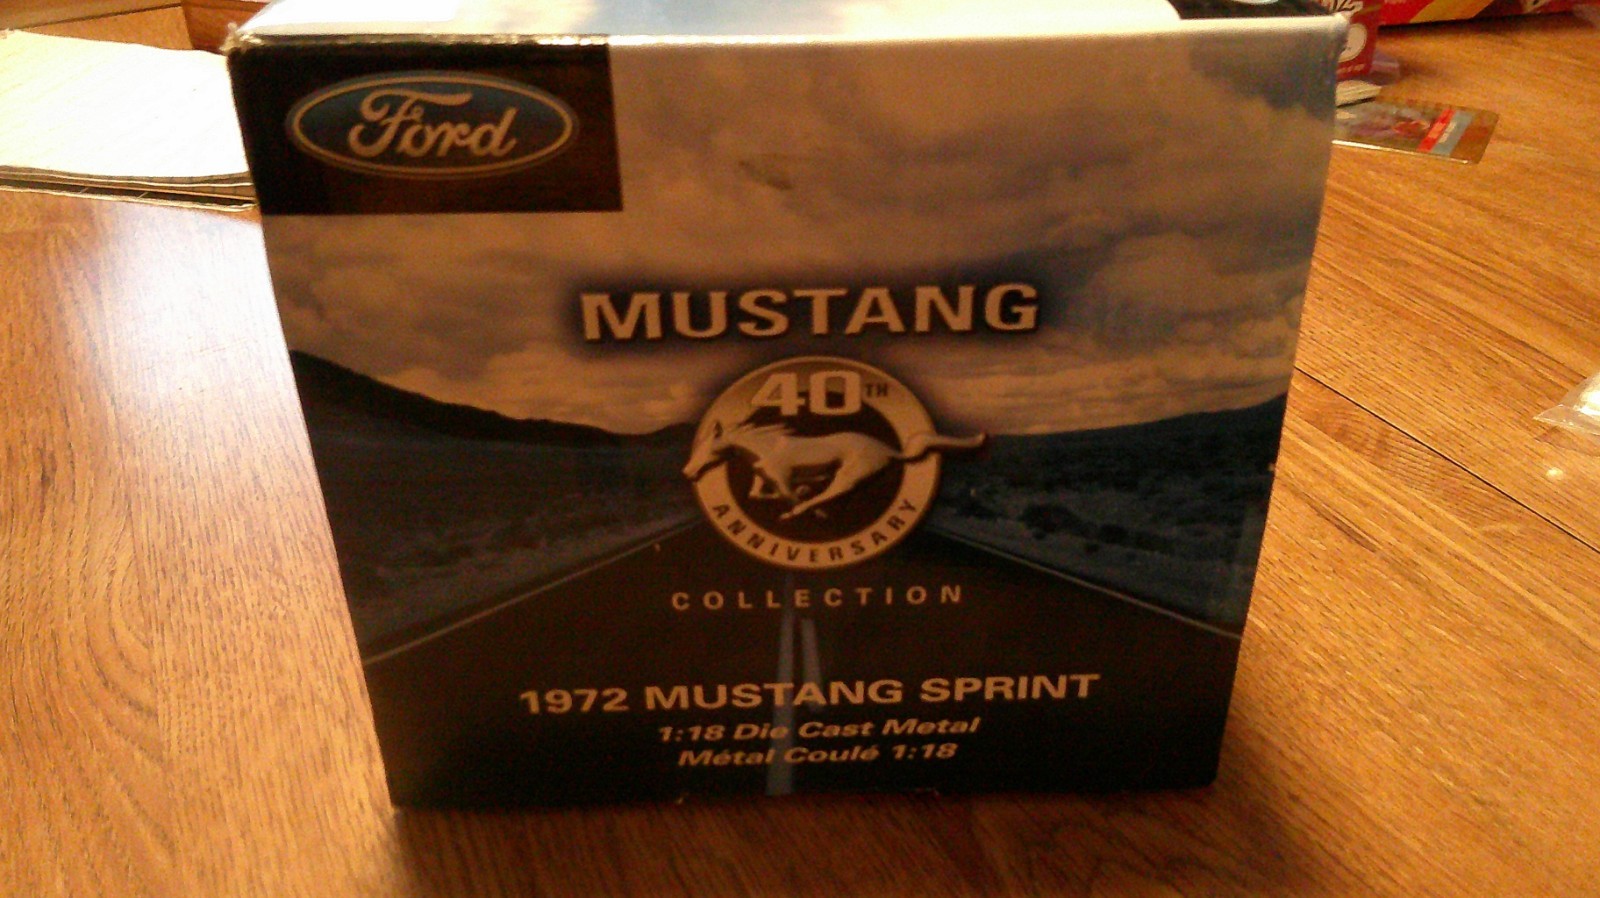 Ford
MUSTANG
40TH
ANNIVERSARY
COLLECTION
1972 MUSTANG SPRINT
1:18 Die Cast Metal
Métal Coulé 1:18